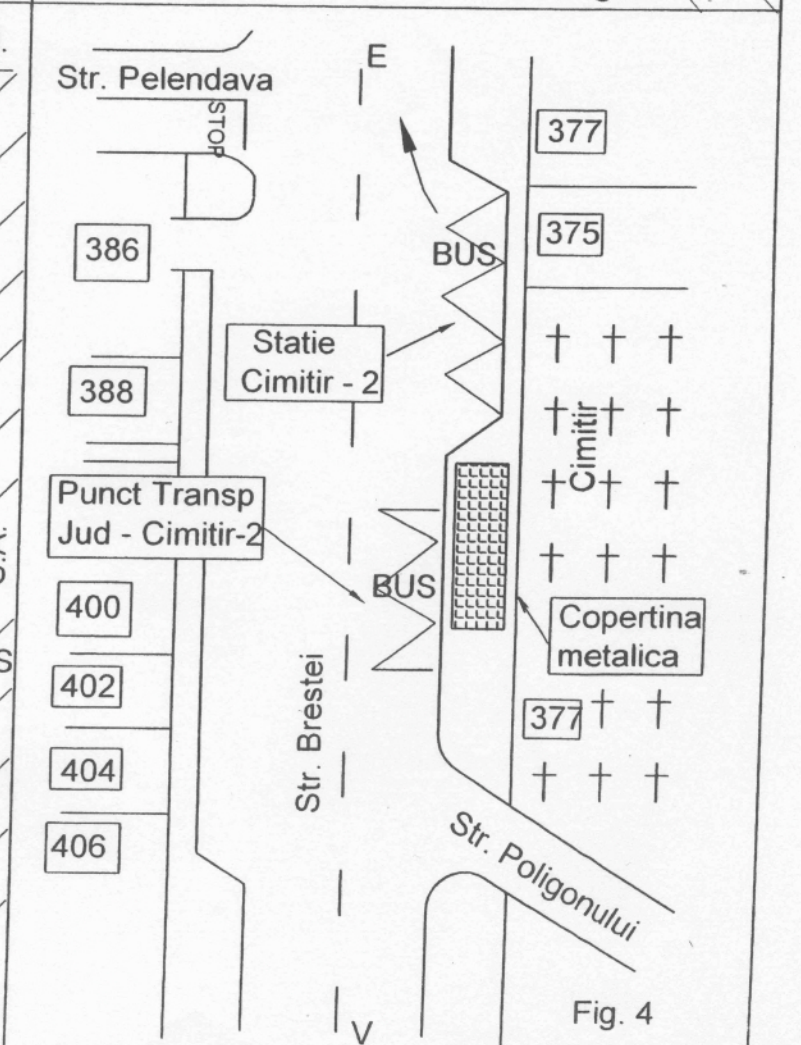 E
Str. Pelendava
STOP
377
386
375
BUS
Statie
Cimitir - 2
388
Cimitir
Punct Transp
Jud - Cimitir-2
BUS
400
Copertina
metalica
402
377
Str. Brestei
404
406
Str. Poligonului
Fig. 4
V